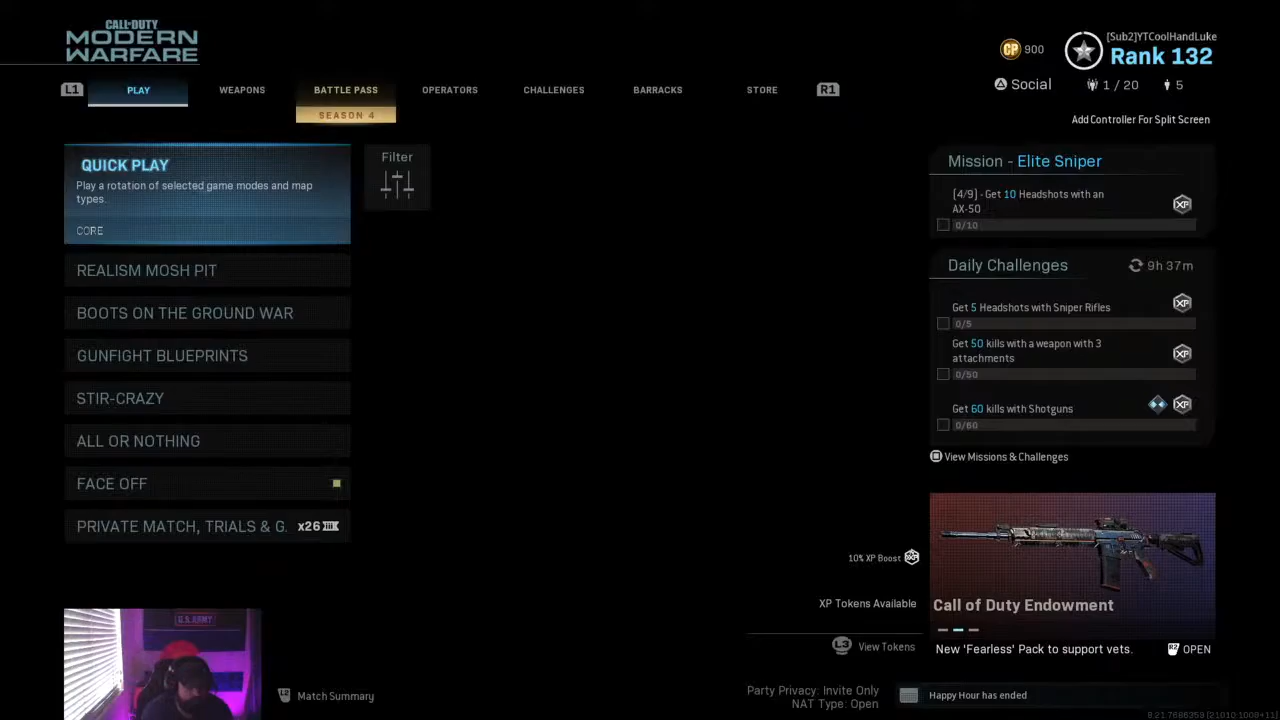 CALL OF DUTY
MODERN
WARFARE
CP 900
[Sub2]YTCoolHandLuke
Rank 132
Social
1 / 20
5
Add Controller For Split Screen
L1
PLAY
WEAPONS
BATTLE PASS
SEASON 4
OPERATORS
CHALLENGES
BARRACKS
STORE
R1
QUICK PLAY
Play a rotation of selected game modes and map
types.
CORE
Filter
REALISM MOSH PIT
BOOTS ON THE GROUND WAR
GUNFIGHT BLUEPRINTS
STIR-CRAZY
ALL OR NOTHING
FACE OFF
PRIVATE MATCH, TRIALS & G. x26
Mission - Elite Sniper
[4/9] - Get 10 Headshots with an
AX-50
XP
0/10
Daily Challenges
9h 37m
Get 5 Headshots with Sniper Rifles
XP
0/5
Get 50 kills with a weapon with 3
attachments
XP
0/50
Get 60 kills with Shotguns
XP
0/60
View Missions & Challenges
10% XP Boost
XP Tokens Available
L3 View Tokens
Call of Duty Endowment
New 'Fearless' Pack to support vets.
R2 OPEN
U.S. ARMY
L2 Match Summary
Party Privacy: Invite Only
NAT Type: Open
Happy Hour has ended